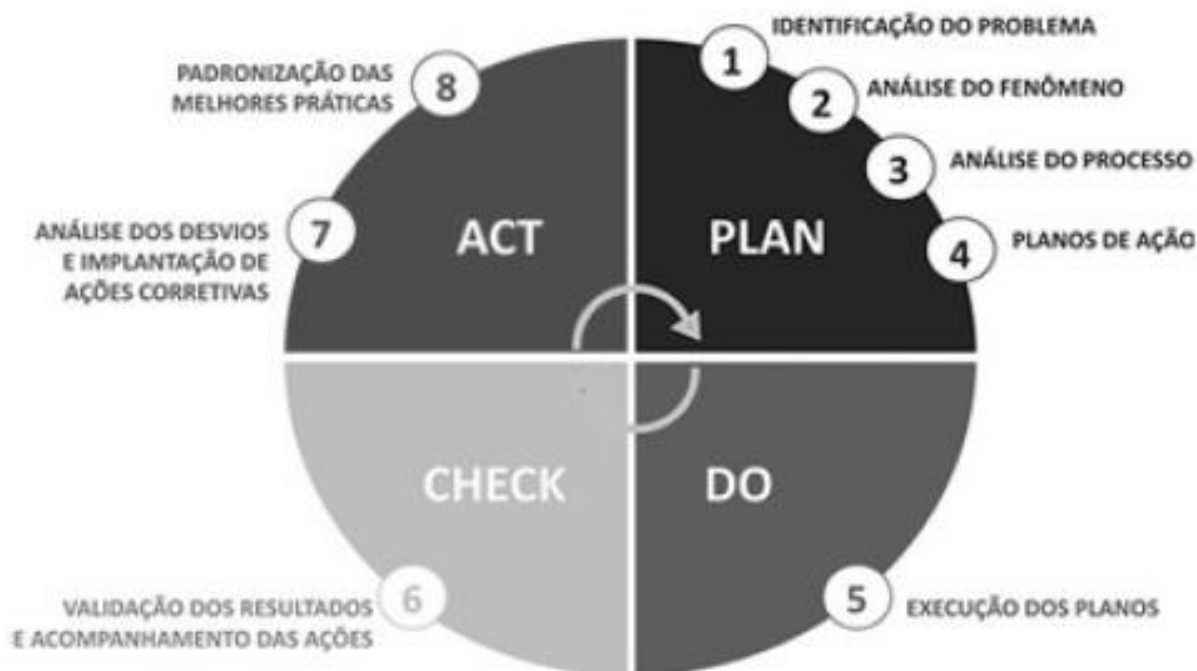 1
IDENTIFICAÇÃO DO PROBLEMA
2
ANÁLISE DO FENÔMENO
3
ANÁLISE DO PROCESSO
4
PLANOS DE AÇÃO
PLAN
DO
5
EXECUÇÃO DOS PLANOS
CHECK
6
VALIDAÇÃO DOS RESULTADOS
E ACOMPANHAMENTO DAS AÇÕES
ACT
7
ANÁLISE DOS DESVIOS
E IMPLANTAÇÃO DE
AÇÕES CORRETIVAS
8
PADRONIZAÇÃO DAS
MELHORES PRÁTICAS